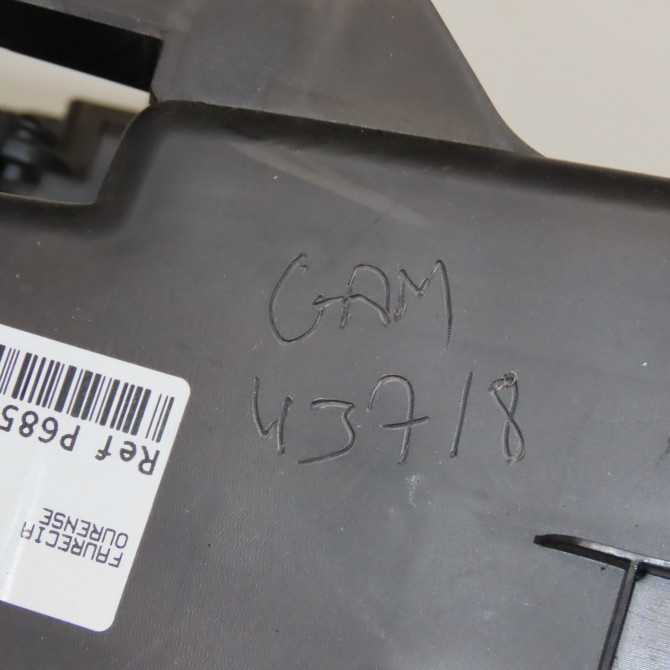 GAM
43718
Ref P685
FAURECIA
OURENSE